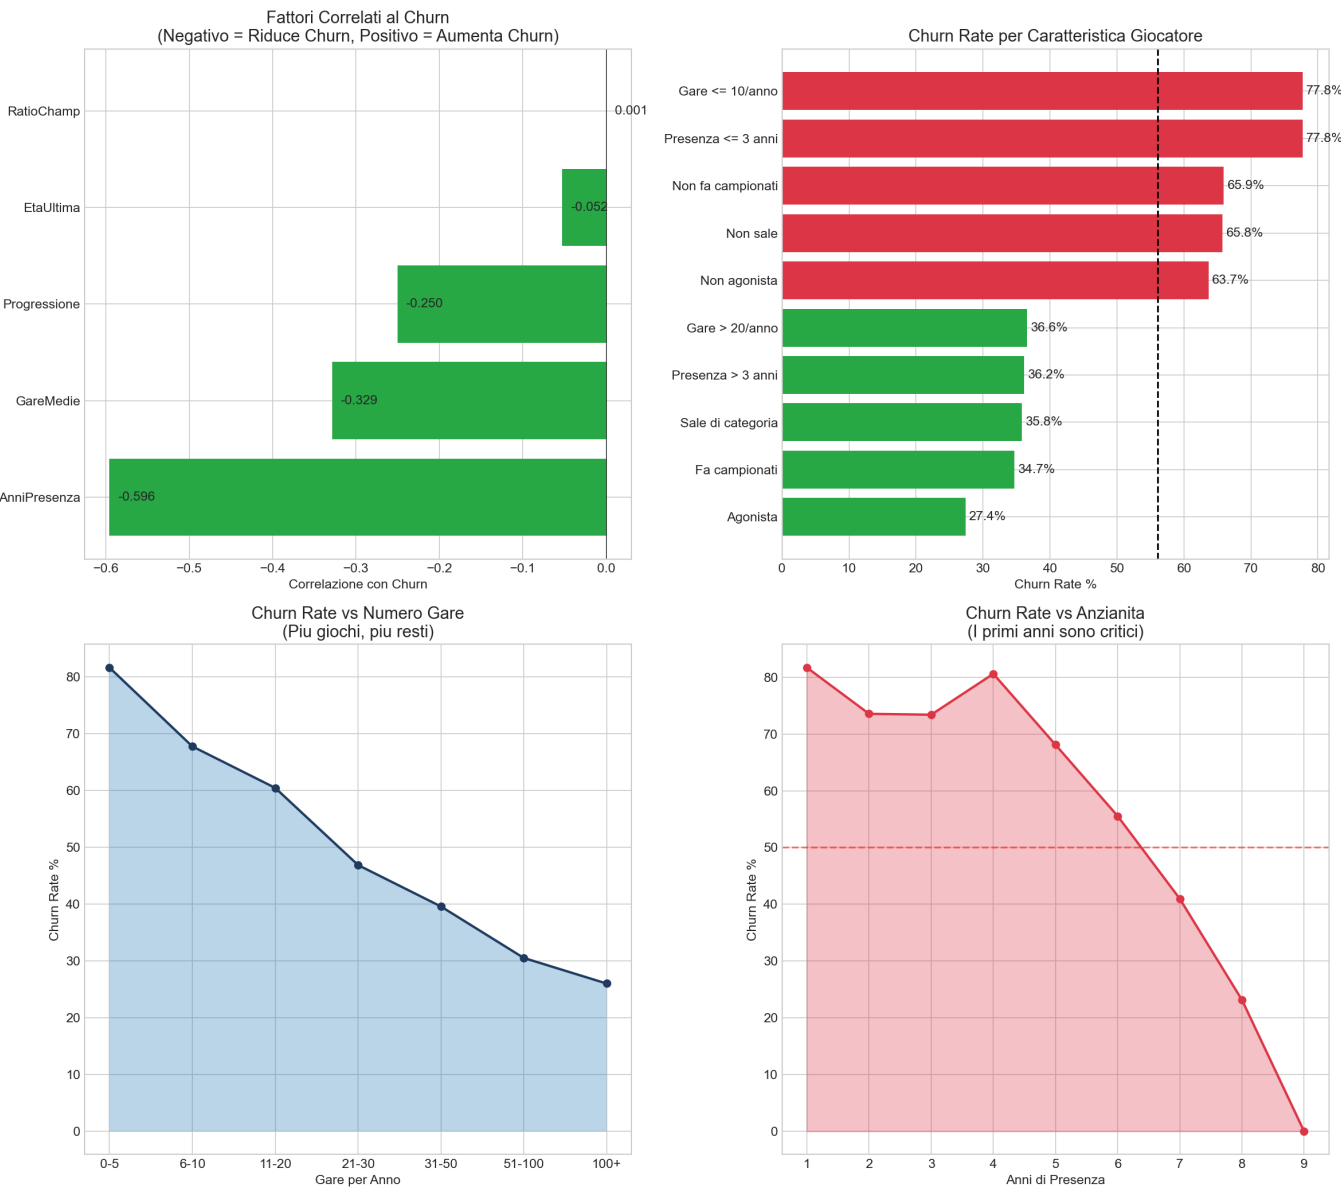 Fattori Correlati al Churn
(Negativo = Riduce Churn, Positivo = Aumenta Churn)
RatioChamp
0.001
EtaUltima
-0.052
Progressione
-0.250
GareMedie
-0.329
AnniPresenza
-0.596
−0.6 −0.5 −0.4 −0.3 −0.2 −0.1 0.0
Correlazione con Churn
Churn Rate per Caratteristica Giocatore
Gare <= 10/anno
77.8%
Presenza <= 3 anni
77.8%
Non fa campionati
65.9%
Non sale
65.8%
Non agonista
63.7%
Gare > 20/anno
36.6%
Presenza > 3 anni
36.2%
Sale di categoria
35.8%
Fa campionati
34.7%
Agonista
27.4%
0 10 20 30 40 50 60 70 80
Churn Rate %
Churn Rate vs Numero Gare
(Piu giochi, piu resti)
Churn Rate %
80
70
60
50
40
30
20
10
0
0-5 6-10 11-20 21-30 31-50 51-100 100+
Gare per Anno
Churn Rate vs Anzianita
(I primi anni sono critici)
Churn Rate %
80
70
60
50
40
30
20
10
0
1 2 3 4 5 6 7 8 9
Anni di Presenza